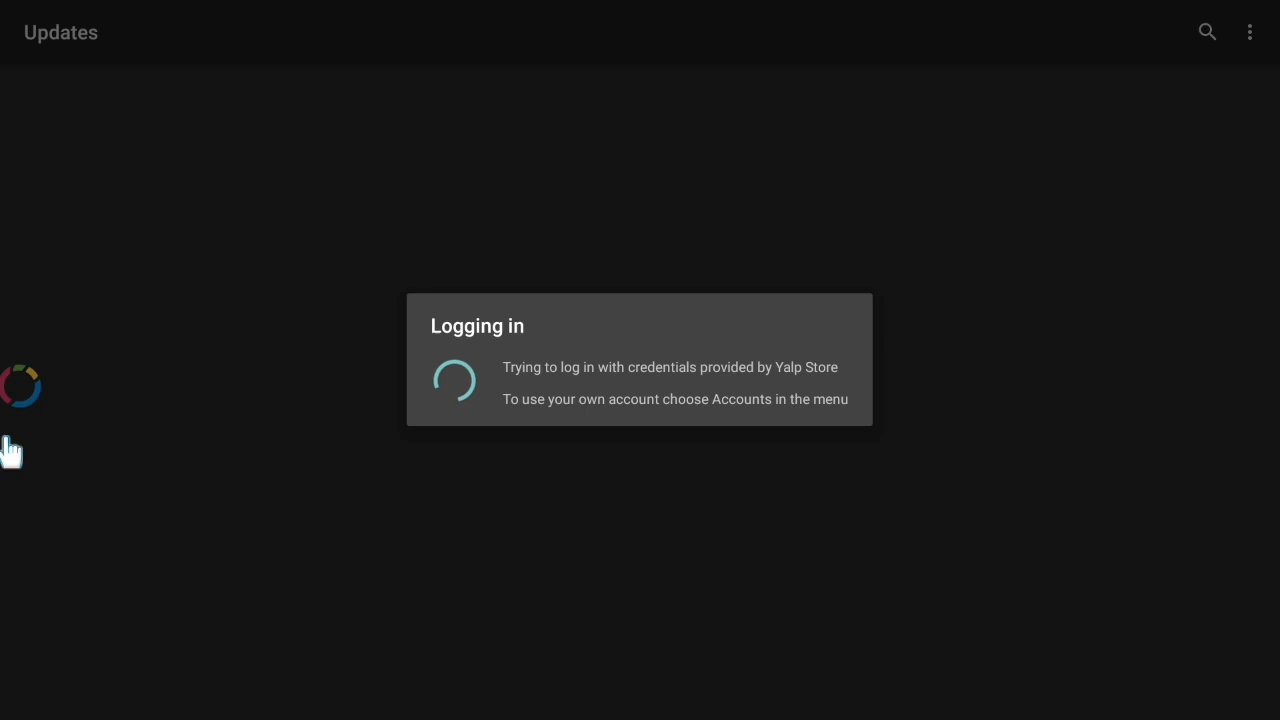 Updates
Logging in
Trying to log in with credentials provided by Yalp Store
To use your own account choose Accounts in the menu